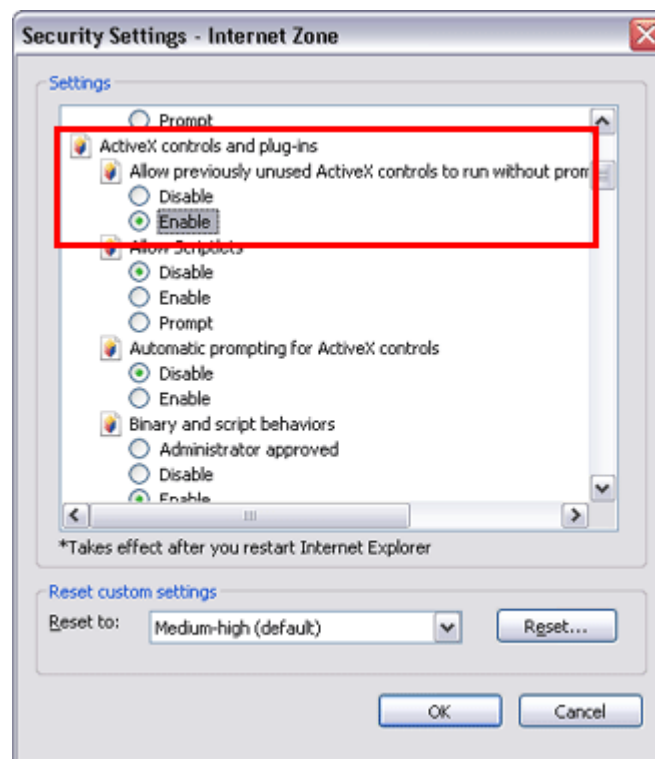 Security Settings - Internet Zone
Settings
Prompt
ActiveX controls and plug-ins
Allow previously unused ActiveX controls to run without prom
Disable
Enable
Allow Scriptlets
Disable
Enable
Prompt
Automatic prompting for ActiveX controls
Disable
Enable
Binary and script behaviors
Administrator approved
Disable
Enable
*Takes effect after you restart Internet Explorer
Reset custom settings
Reset to: Medium-high (default) Reset...
OK Cancel